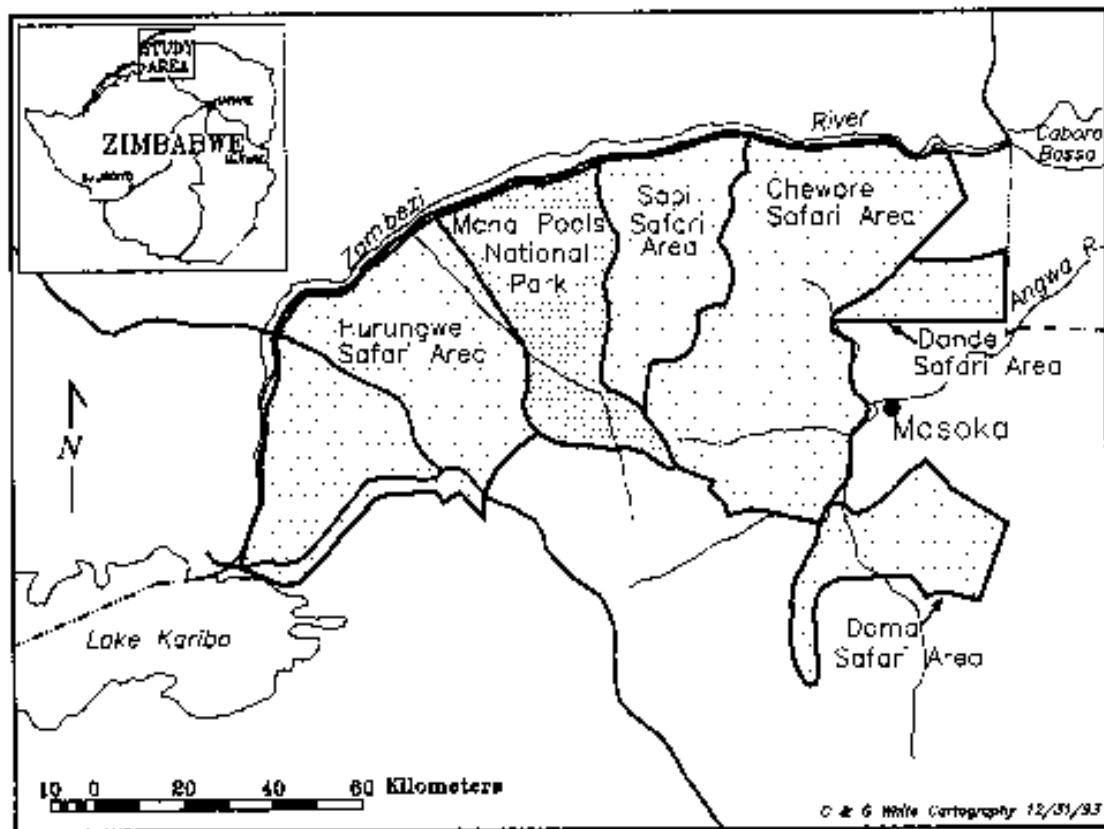 STUDY
AREA
ZIMBABWE
Zambezi
River
Cabora
Bassa
Mana Pools
National
Park
Sapi
Safari
Area
Chewore
Safari Area
Hurungwe
Safari Area
Angwa R
Dande
Safari Area
Masoka
N
Doma
Safari Area
Lake Kariba
10 0 20 40 60 Kilometers
C & G White Cartography 12/31/93